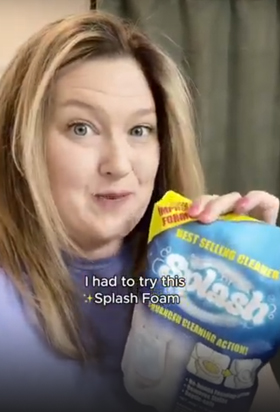 IMPROVED
FORMULA
BEST SELLING CLEANER
Splash
ADVANCED CLEANING ACTION!
I had to try this
✨Splash Foam